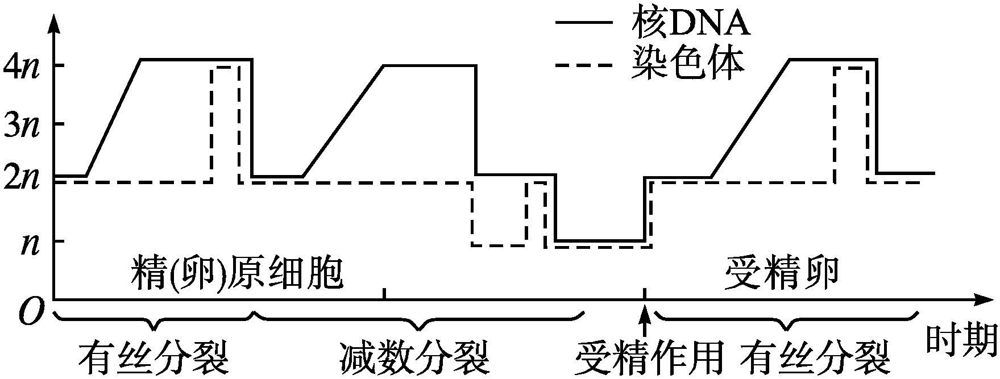 核DNA
染色体
4n
3n
2n
n
O
精(卵)原细胞
受精卵
时期
有丝分裂
减数分裂
受精作用
有丝分裂